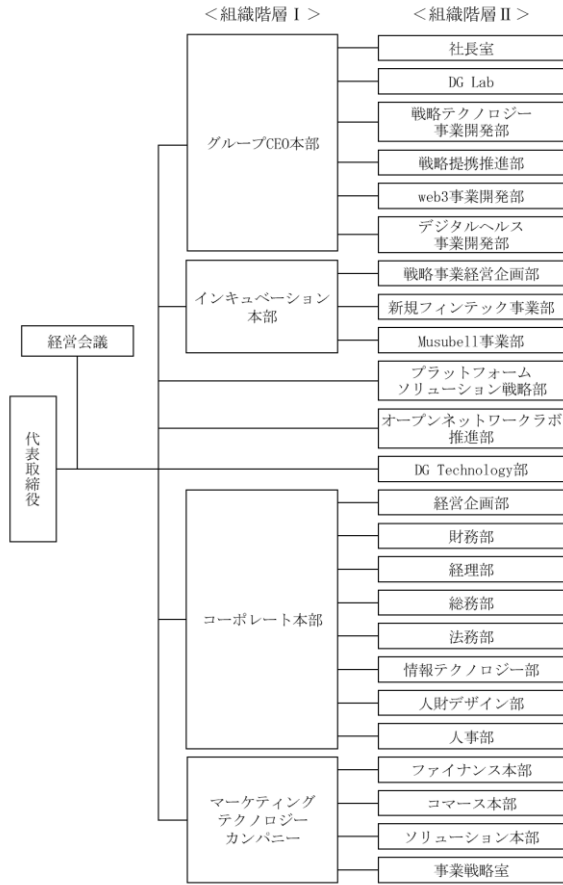 ＜組織階層Ⅰ＞
＜組織階層Ⅱ＞
代表取締役
経営会議
グループCEO本部
社長室
DG Lab
戦略テクノロジー
事業開発部
戦略提携推進部
web3事業開発部
デジタルヘルス
事業開発部
インキュベーション
本部
戦略事業経営企画部
新規フィンテック事業部
Musubell事業部
プラットフォーム
ソリューション戦略部
オープンネットワークラボ
推進部
DG Technology部
コーポレート本部
経営企画部
財務部
経理部
総務部
法務部
情報テクノロジー部
人財デザイン部
人事部
マーケティング
テクノロジー
カンパニー
ファイナンス本部
コマース本部
ソリューション本部
事業戦略室